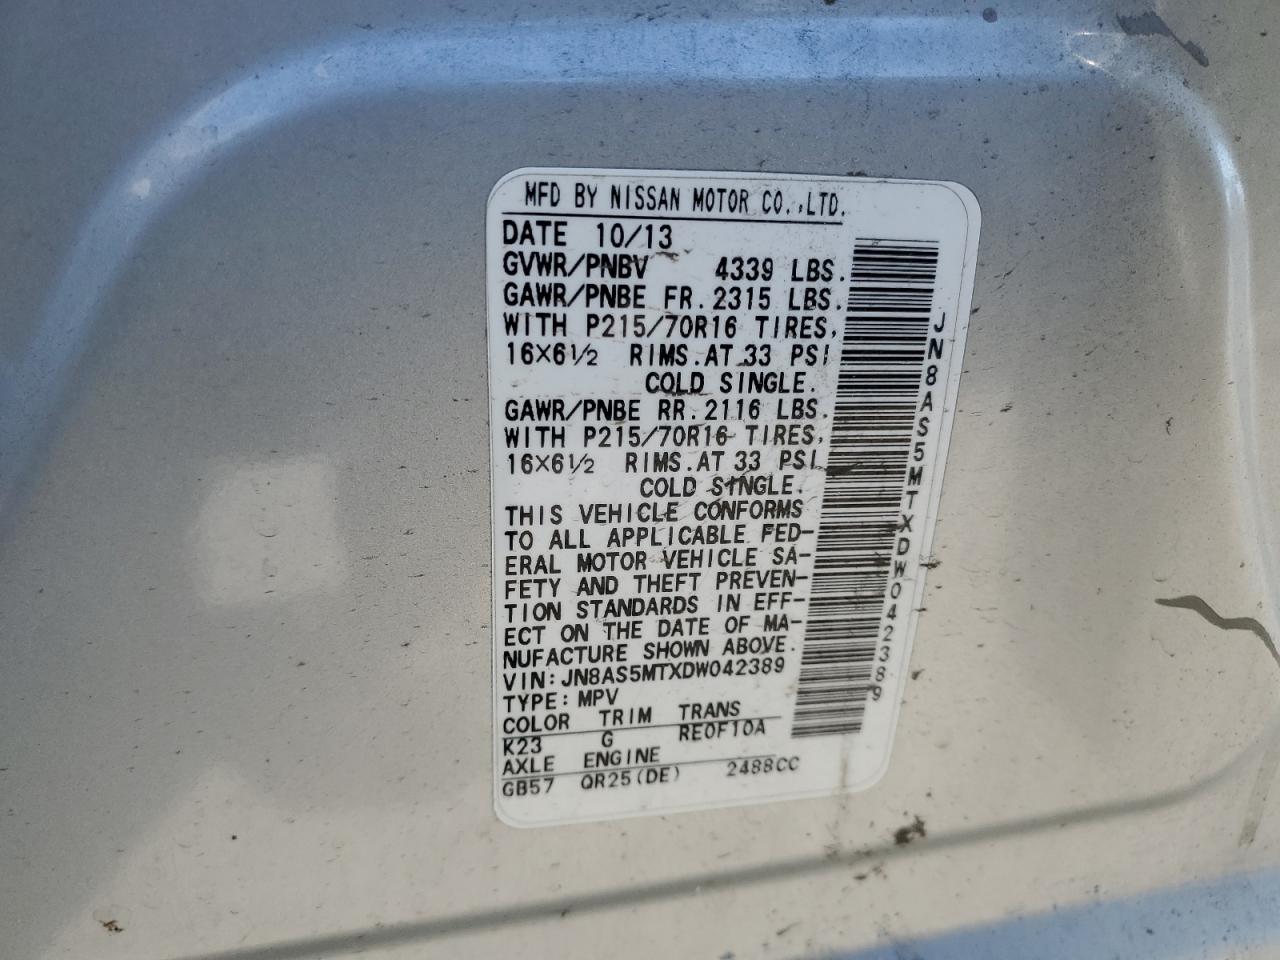 MFD BY NISSAN MOTOR CO.,LTD.
DATE 10/13
GVWR/PNBV 4339 LBS.
GAWR/PNBE FR. 2315 LBS.
WITH P215/70R16 TIRES,
16X6½ RIMS. AT 33 PSI
COLD SINGLE.
GAWR/PNBE RR. 2116 LBS.
WITH P215/70R16 TIRES,
16X6½ RIMS. AT 33 PSI
COLD SINGLE.
THIS VEHICLE CONFORMS
TO ALL APPLICABLE FED-
ERAL MOTOR VEHICLE SA-
FETY AND THEFT PREVEN-
TION STANDARDS IN EFF-
ECT ON THE DATE OF MA-
NUFACTURE SHOWN ABOVE.
VIN: JN8AS5MTXDW042389
TYPE: MPV
COLOR TRIM TRANS
K23 G RE0F10A
AXLE ENGINE
GB57 QR25(DE) 2488CC
JN8AS5MTXDW042389